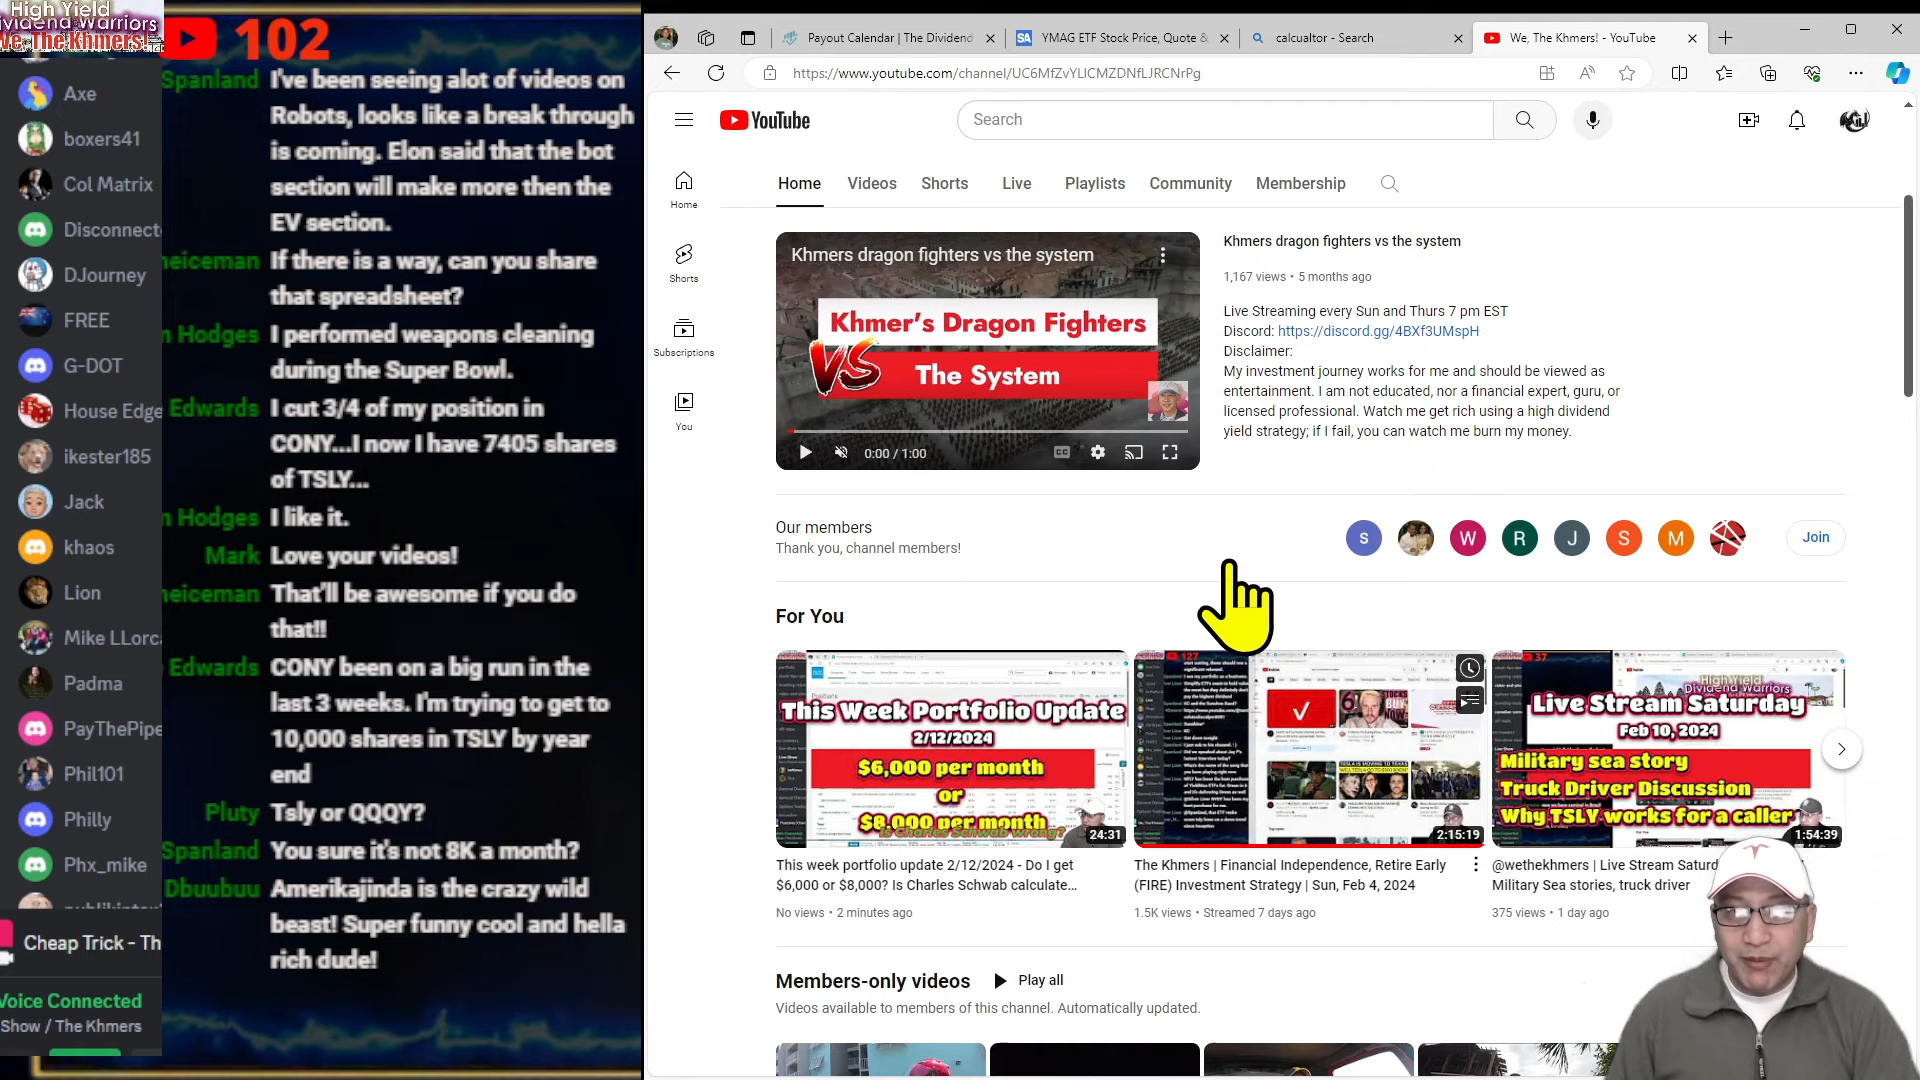 High Yield
Dividend Warriors
We, The Khmers!
102
Axe
boxers41
Col Matrix
Disconnect
DJourney
FREE
G-DOT
House Edge
ikester185
Jack
khaos
Lion
Mike LLorc
Padma
PayThePipe
Phil101
Philly
Phx_mike
Cheap Trick - Th
Voice Connected
Show / The Khmers
Spanland I've been seeing alot of videos on
Robots, looks like a break through
is coming. Elon said that the bot
section will make more then the
EV section.
heiceman If there is a way, can you share
that spreadsheet?
n Hodges I performed weapons cleaning
during the Super Bowl.
Edwards I cut 3/4 of my position in
CONY...I now I have 7405 shares
of TSLY...
n Hodges I like it.
Mark Love your videos!
heiceman That'll be awesome if you do
that!!
Edwards CONY been on a big run in the
last 3 weeks. I'm trying to get to
10,000 shares in TSLY by year
end
Pluty Tsly or QQQY?
Spanland You sure it's not 8K a month?
Dbuubuu Amerikajinda is the crazy wild
beast! Super funny cool and hella
rich dude!
Payout Calendar | The Dividend
SA YMAG ETF Stock Price, Quote &
calcualtor - Search
We, The Khmers! - YouTube
https://www.youtube.com/channel/UC6MfZvYLICMZDNfLJRCNrPg
YouTube
Search
Home
Shorts
Subscriptions
You
Home Videos Shorts Live Playlists Community Membership
Khmers dragon fighters vs the system
Khmer's Dragon Fighters
VS The System
0:00 / 1:00
Khmers dragon fighters vs the system
1,167 views • 5 months ago
Live Streaming every Sun and Thurs 7 pm EST
Discord: https://discord.gg/4BXf3UMspH
Disclaimer:
My investment journey works for me and should be viewed as
entertainment. I am not educated, nor a financial expert, guru, or
licensed professional. Watch me get rich using a high dividend
yield strategy; if I fail, you can watch me burn my money.
Our members
Thank you, channel members!
s W R J S M
Join
For You
This Week Portfolio Update
2/12/2024
$6,000 per month
or
$8,000 per month
Is Charles Schwab wrong?
24:31
This week portfolio update 2/12/2024 - Do I get
$6,000 or $8,000? Is Charles Schwab calculate...
No views • 2 minutes ago
127
2:15:19
The Khmers | Financial Independence, Retire Early
(FIRE) Investment Strategy | Sun, Feb 4, 2024
1.5K views • Streamed 7 days ago
37
High Yield
Dividend Warriors
Live Stream Saturday
Feb 10, 2024
Military sea story
Truck Driver Discussion
Why TSLY works for a caller
1:54:39
@wethekhmers | Live Stream Saturd
Military Sea stories, truck driver
375 views • 1 day ago
Members-only videos Play all
Videos available to members of this channel. Automatically updated.